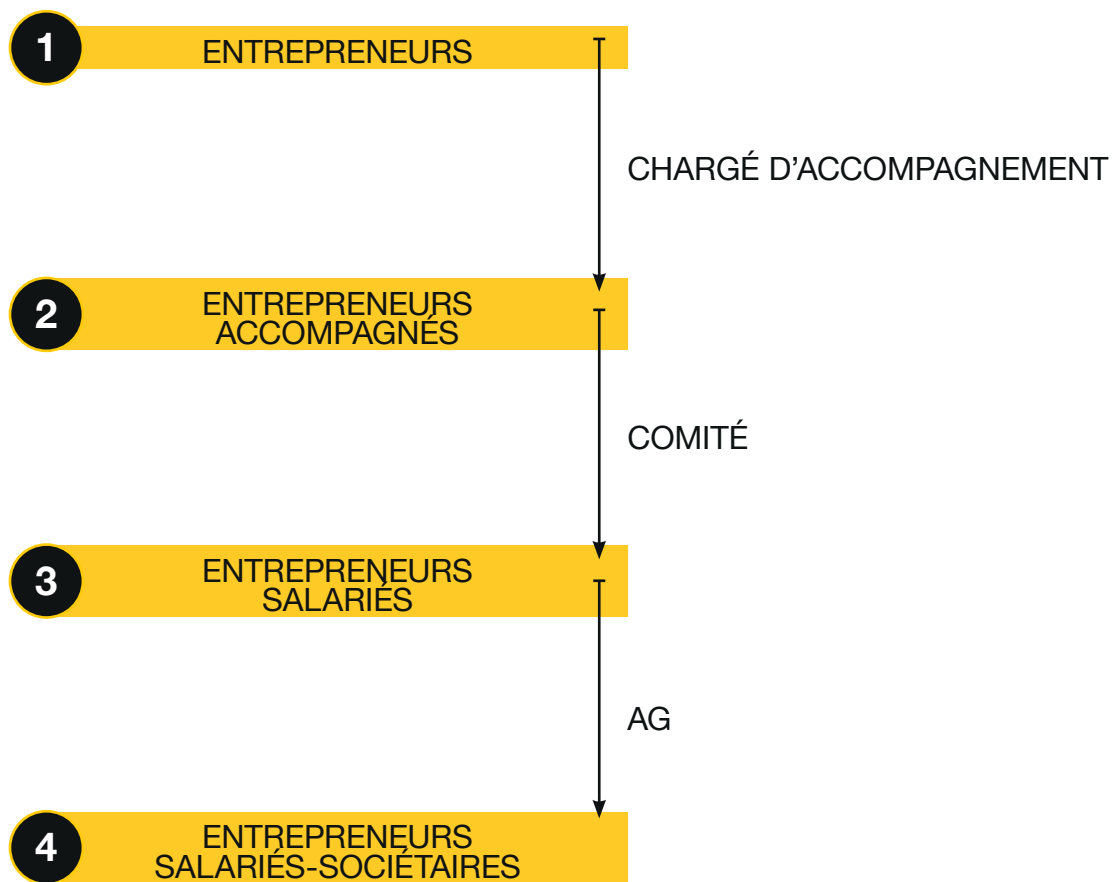 1
ENTREPRENEURS
CHARGÉ D'ACCOMPAGNEMENT
2
ENTREPRENEURS
ACCOMPAGNÉS
COMITÉ
3
ENTREPRENEURS
SALARIÉS
AG
4
ENTREPRENEURS
SALARIÉS-SOCIÉTAIRES